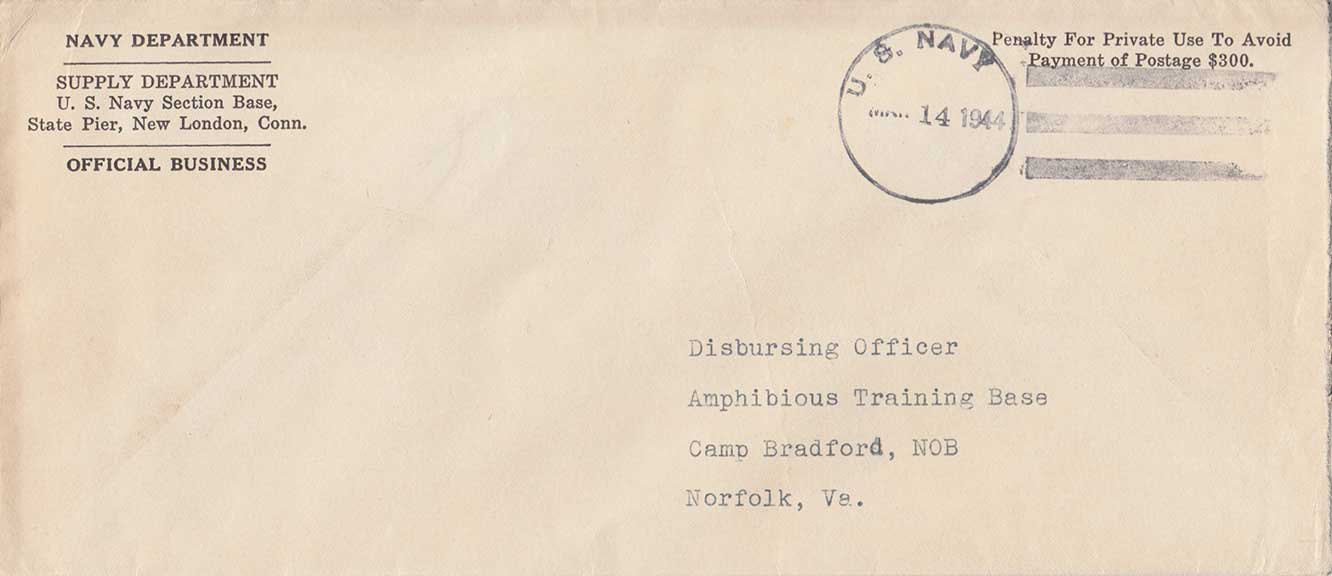 NAVY DEPARTMENT
SUPPLY DEPARTMENT
U. S. Navy Section Base,
State Pier, New London, Conn.
OFFICIAL BUSINESS
U. S. NAVY
14 1944
Penalty For Private Use To Avoid
Payment of Postage $300.
Disbursing Officer
Amphibious Training Base
Camp Bradford, NOB
Norfolk, Va.